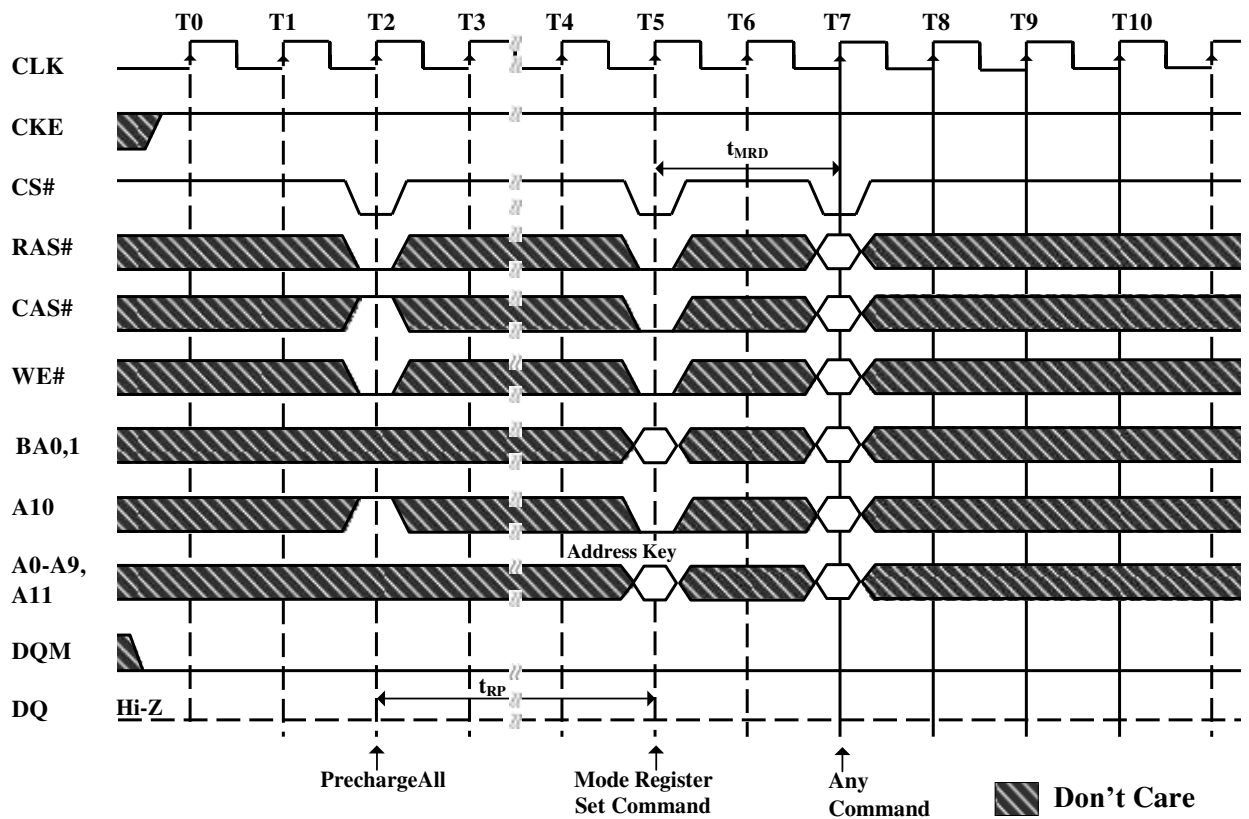 T0 T1 T2 T3 T4 T5 T6 T7 T8 T9 T10
CLK
CKE
tMRD
CS#
RAS#
CAS#
WE#
BA0,1
A10
Address Key
A0-A9,
A11
DQM
tRP
DQ
Hi-Z
PrechargeAll
Mode Register
Set Command
Any
Command
Don't Care